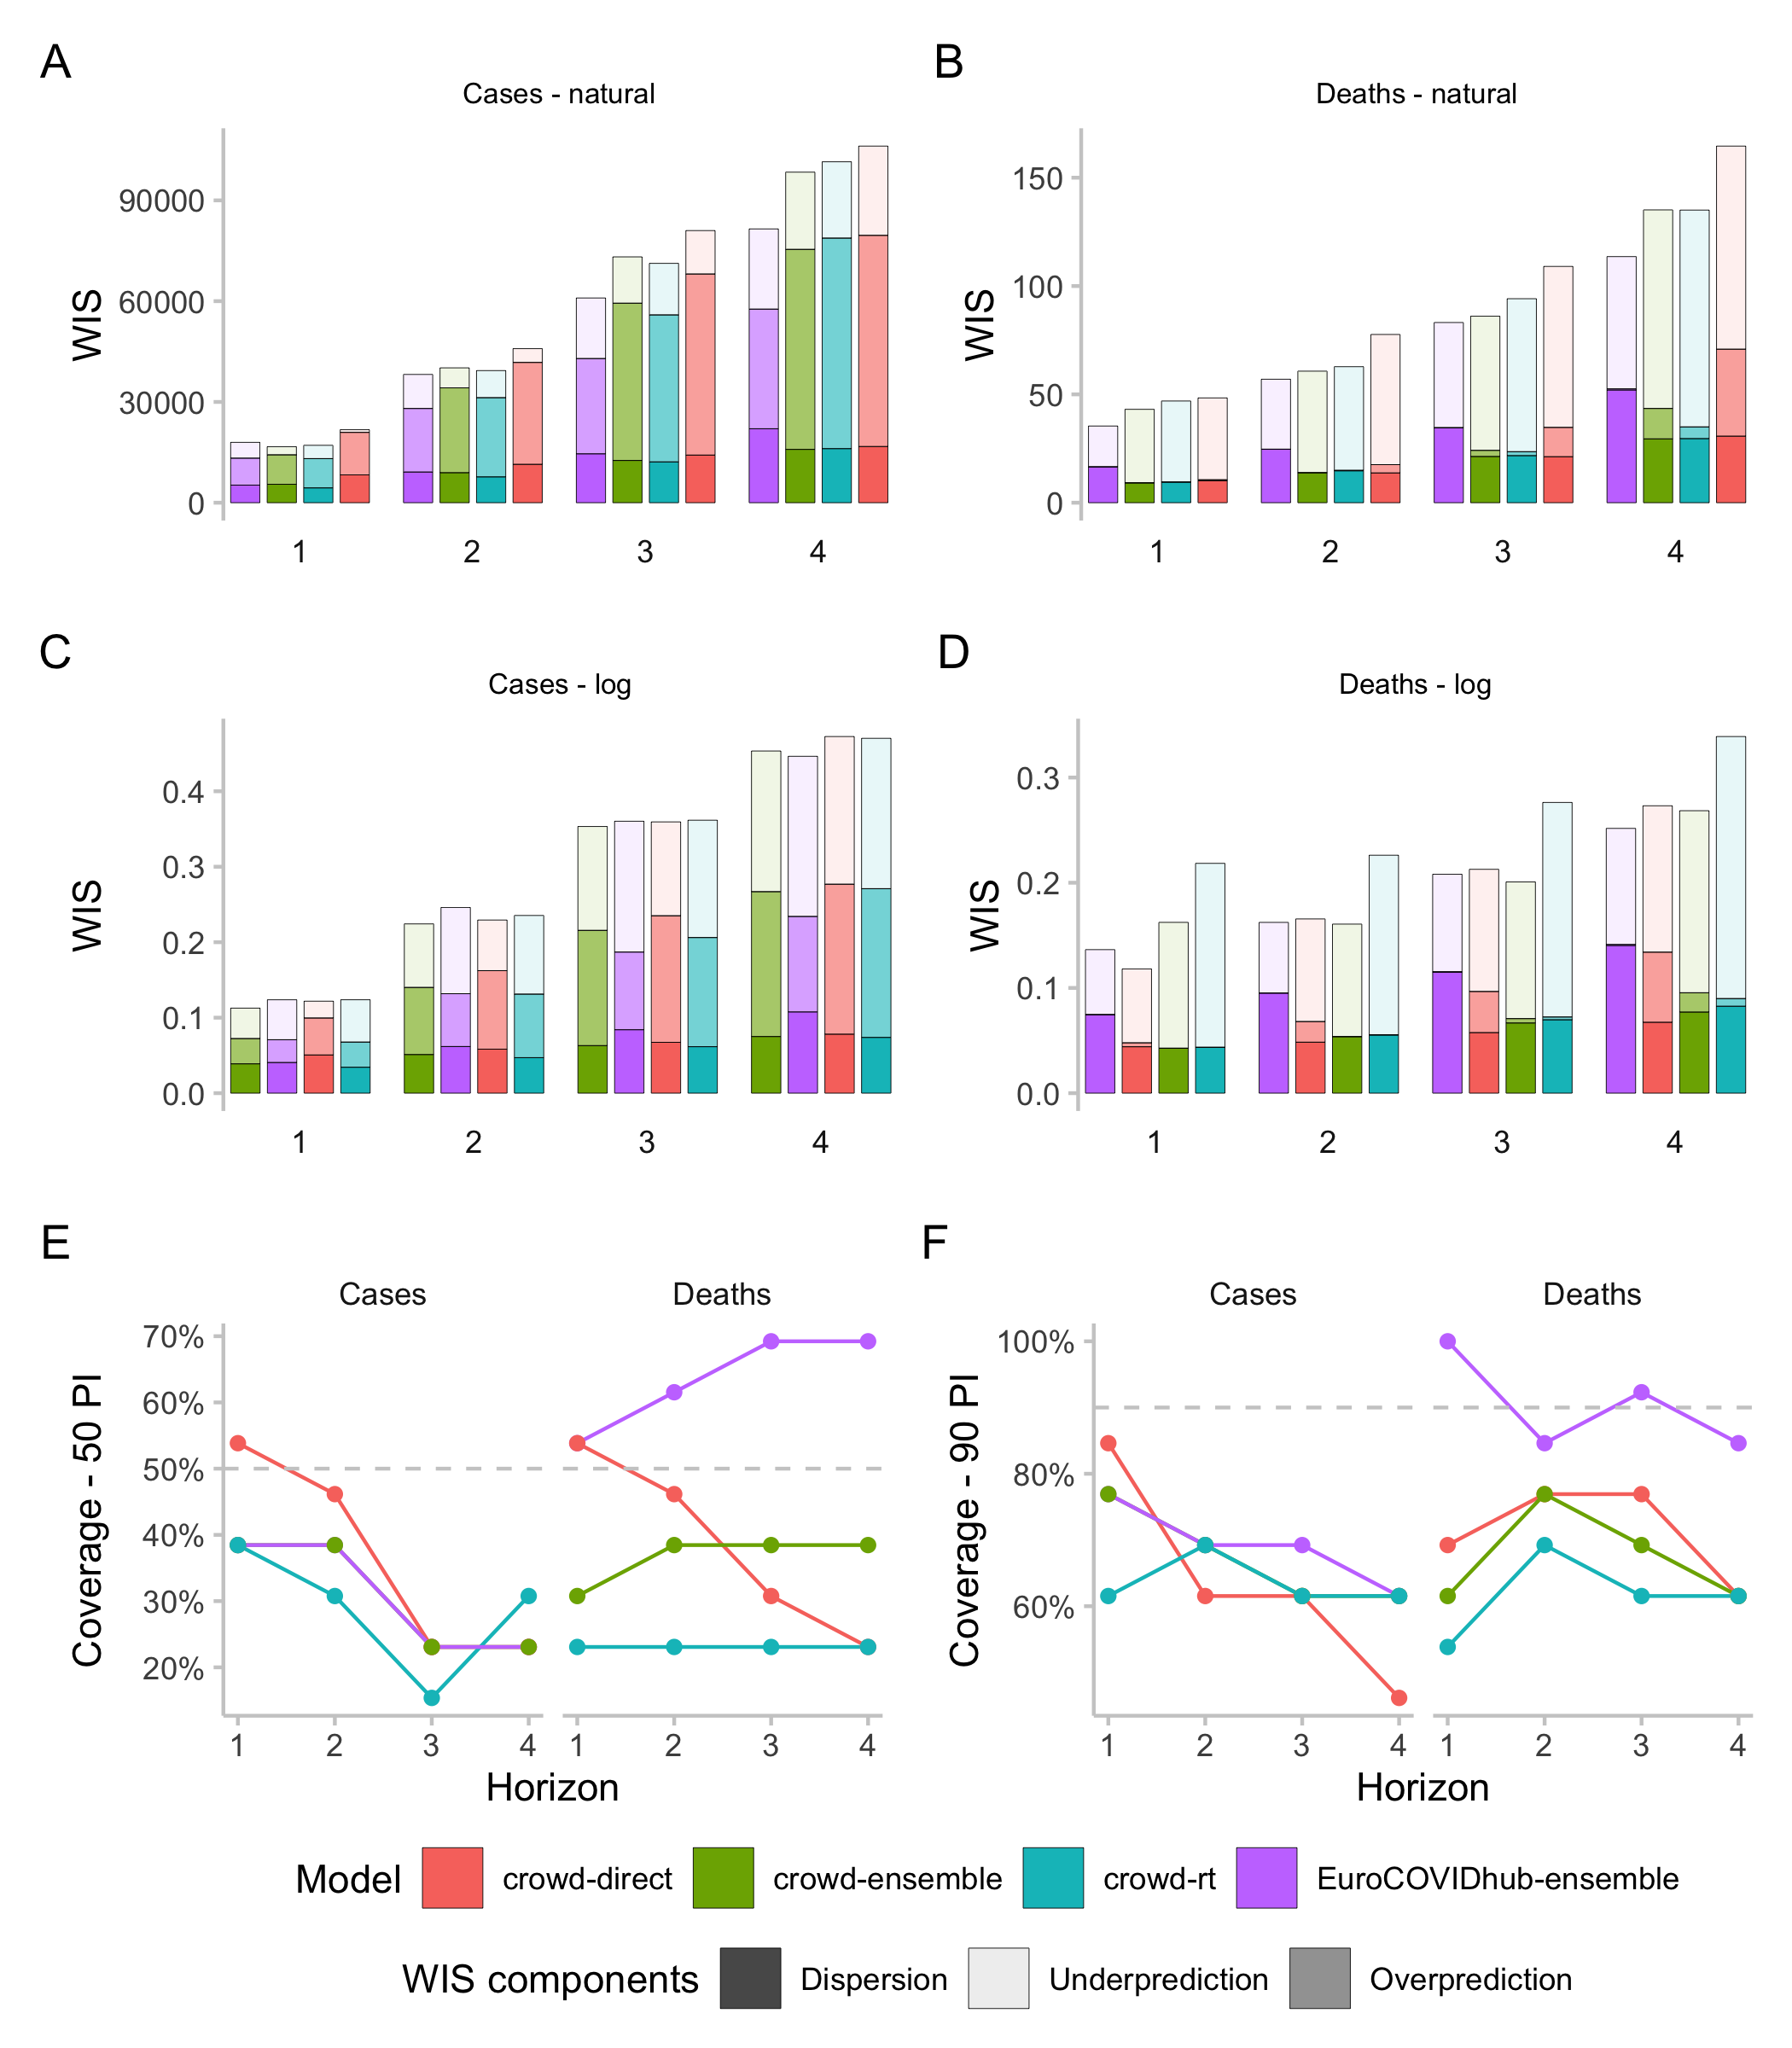 A
B
Cases - natural
Deaths - natural
WIS
90000
60000
30000
0
1 2 3 4
WIS
150
100
50
0
1 2 3 4
C
D
Cases - log
Deaths - log
WIS
0.4
0.3
0.2
0.1
0.0
1 2 3 4
WIS
0.3
0.2
0.1
0.0
1 2 3 4
E
F
Cases Deaths
Coverage - 50 PI
70%
60%
50%
40%
30%
20%
1 2 3 4 1 2 3 4
Horizon
Cases Deaths
Coverage - 90 PI
100%
80%
60%
1 2 3 4 1 2 3 4
Horizon
Model crowd-direct crowd-ensemble crowd-rt EuroCOVIDhub-ensemble
WIS components Dispersion Underprediction Overprediction